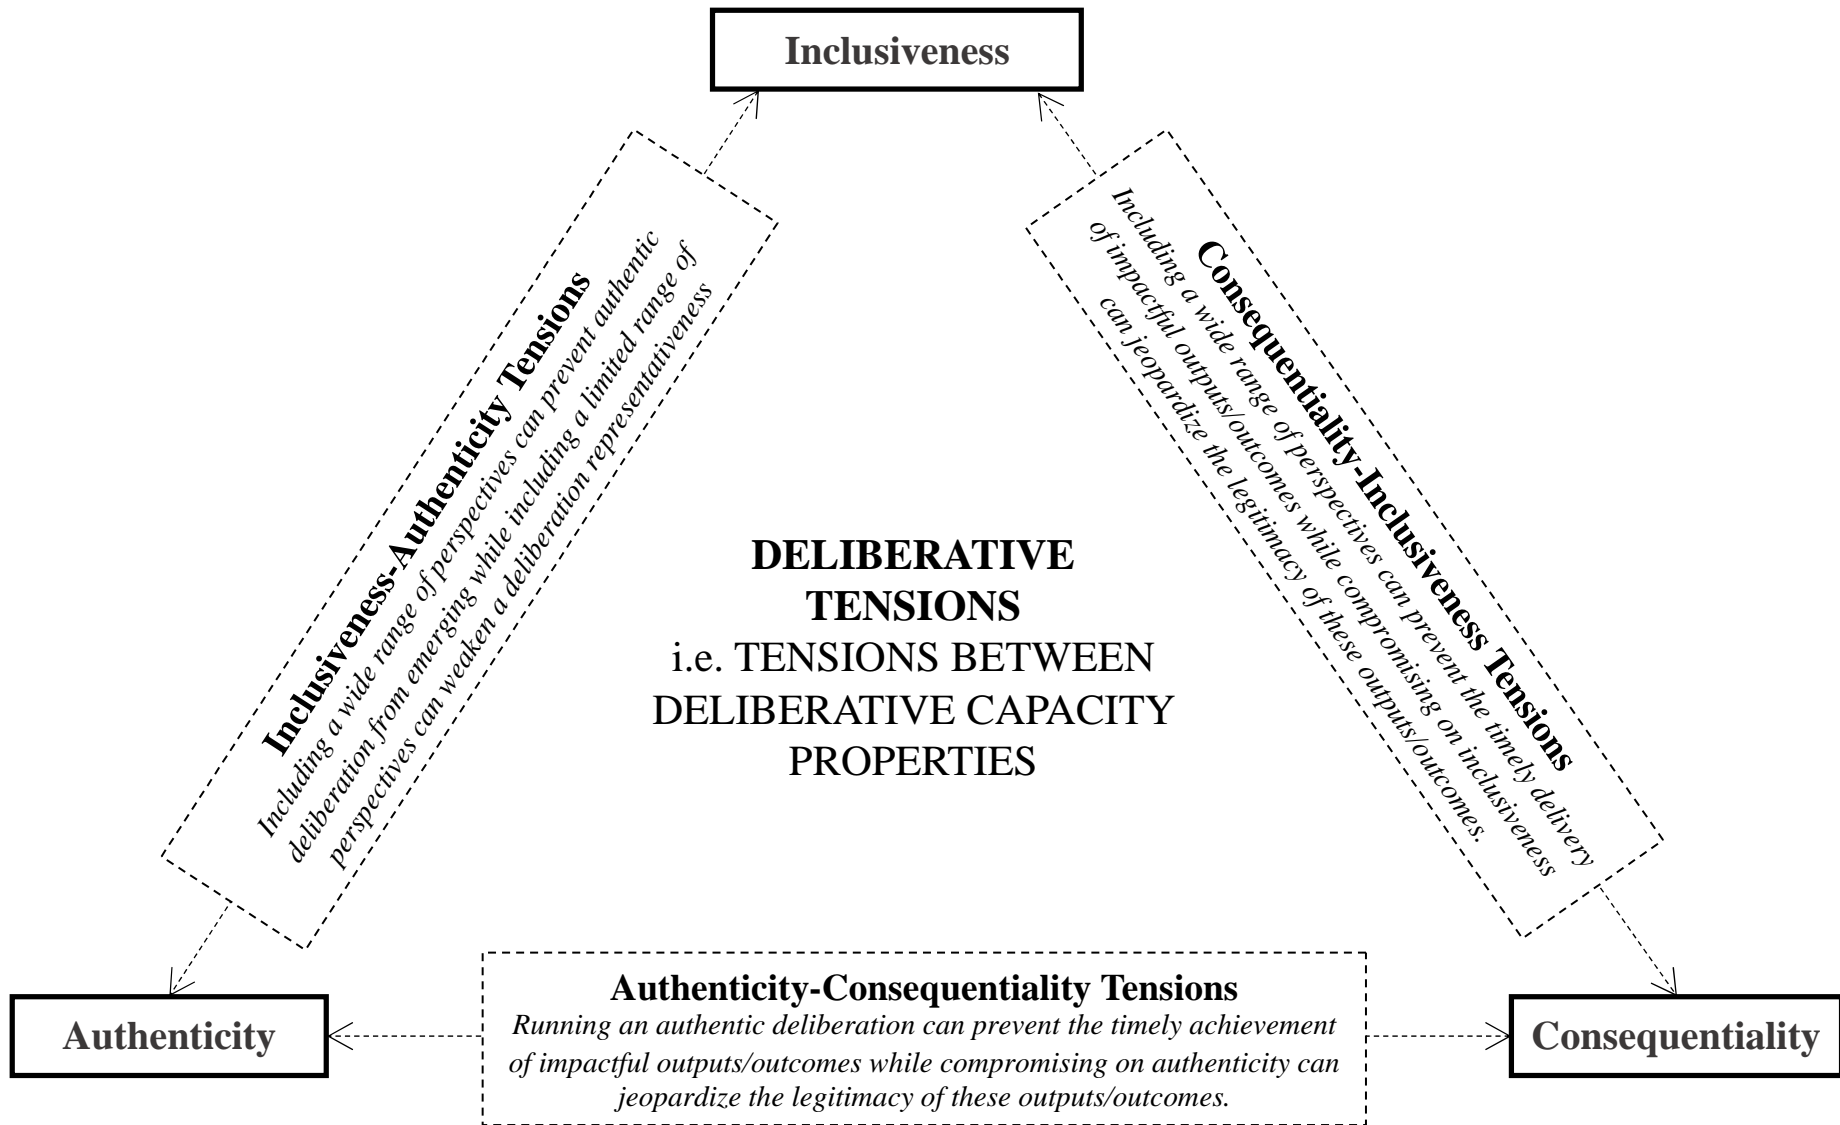 Inclusiveness
Inclusiveness-Authenticity Tensions
Including a wide range of perspectives can prevent authentic
deliberation from emerging while including a limited range of
perspectives can weaken a deliberation representativeness
Consequentiality-Inclusiveness Tensions
Including a wide range of perspectives can prevent the timely delivery
of impactful outputs/outcomes while compromising on inclusiveness
can jeopardize the legitimacy of these outputs/outcomes.
DELIBERATIVE
TENSIONS
i.e. TENSIONS BETWEEN
DELIBERATIVE CAPACITY
PROPERTIES
Authenticity
Authenticity-Consequentiality Tensions
Running an authentic deliberation can prevent the timely achievement
of impactful outputs/outcomes while compromising on authenticity can
jeopardize the legitimacy of these outputs/outcomes.
Consequentiality